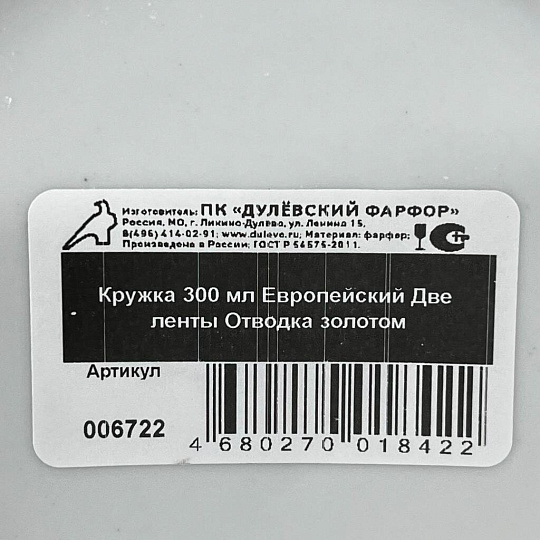 Изготовитель: ПК «ДУЛЁВСКИЙ ФАРФОР»
Россия, МО, г. Ликино-Дулево, ул. Ленина 15,
8(496) 414-02-91; www.dulevo.ru; Материал: фарфор;
Произведена в России; ГОСТ Р 54575-2011.
Кружка 300 мл Европейский Две
ленты Отводка золотом
Артикул
006722
4 680270 018422